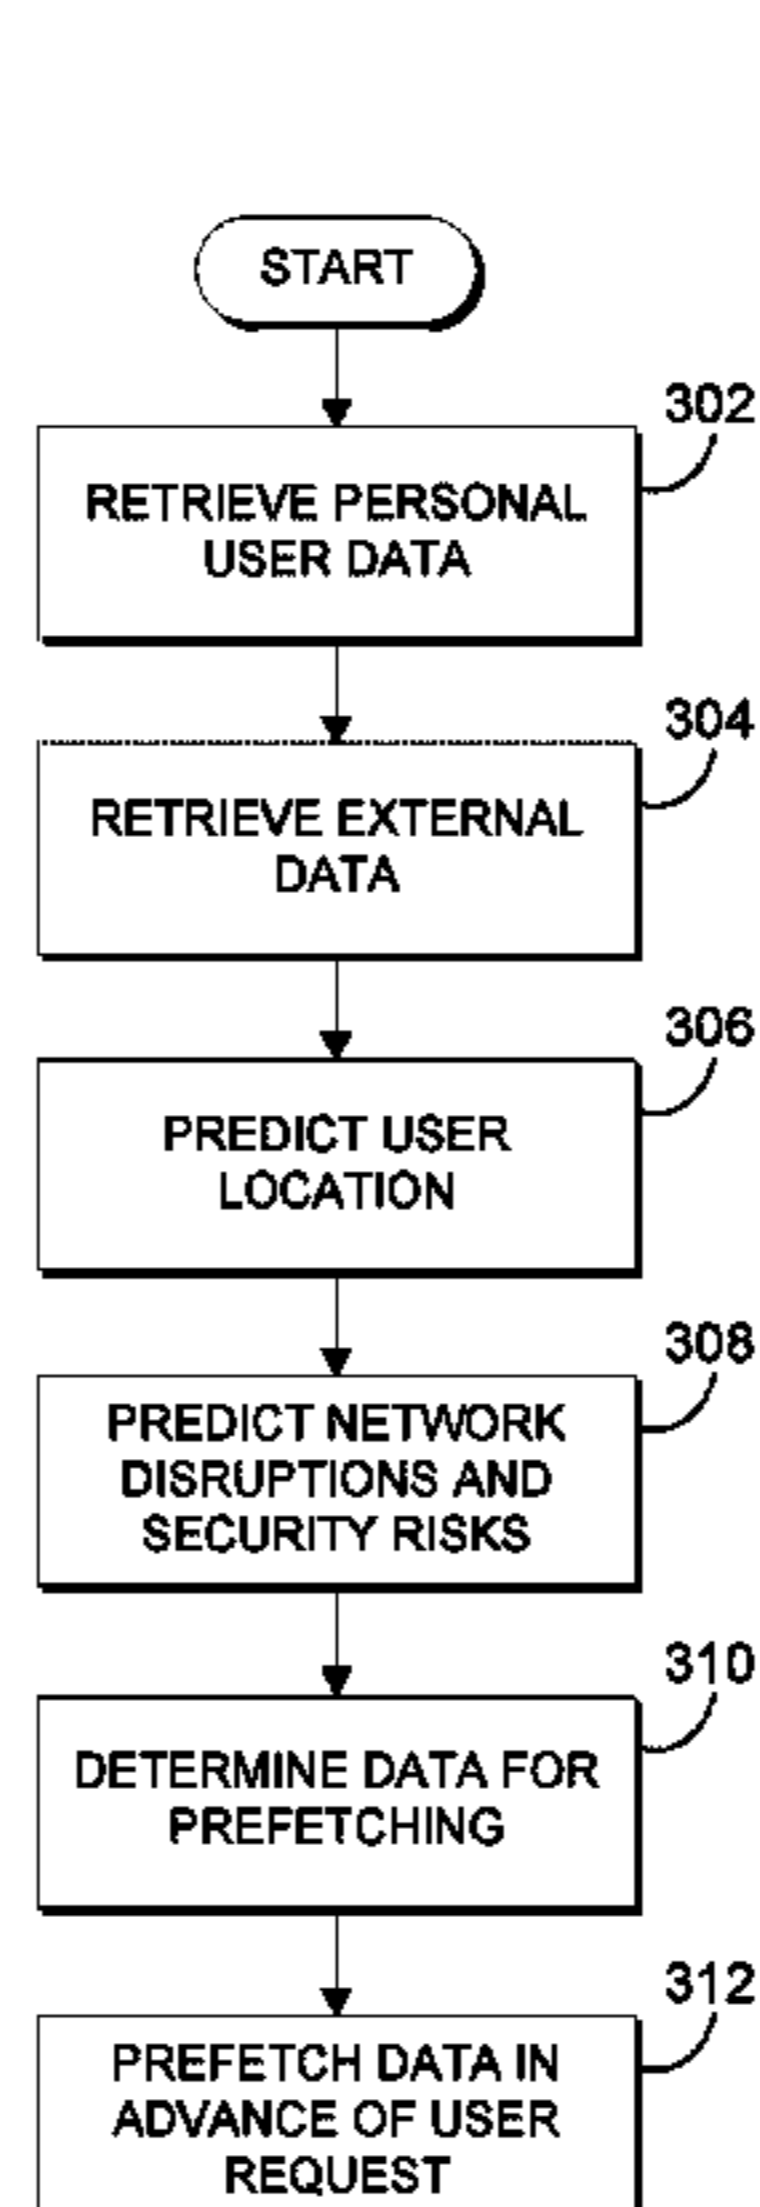 START
302
RETRIEVE PERSONAL
USER DATA
304
RETRIEVE EXTERNAL
DATA
306
PREDICT USER
LOCATION
308
PREDICT NETWORK
DISRUPTIONS AND
SECURITY RISKS
310
DETERMINE DATA FOR
PREFETCHING
312
PREFETCH DATA IN
ADVANCE OF USER
REQUEST